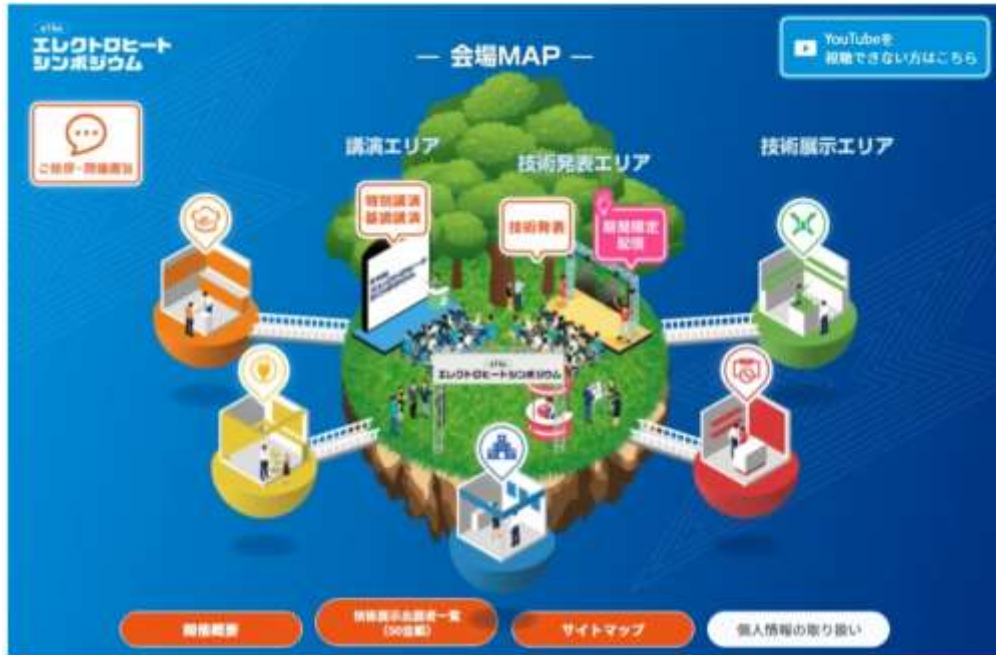 エレクトロヒート
シンポジウム
— 会場MAP —
YouTubeを
視聴できない方はこちら
ご挨拶・開催趣旨
講演エリア
技術発表エリア
技術展示エリア
特別講演
基調講演
技術発表
期間限定
配信
エレクトロヒートシンポジウム
開催概要
技術展示出展者一覧
(50音順)
サイトマップ
個人情報の取り扱い